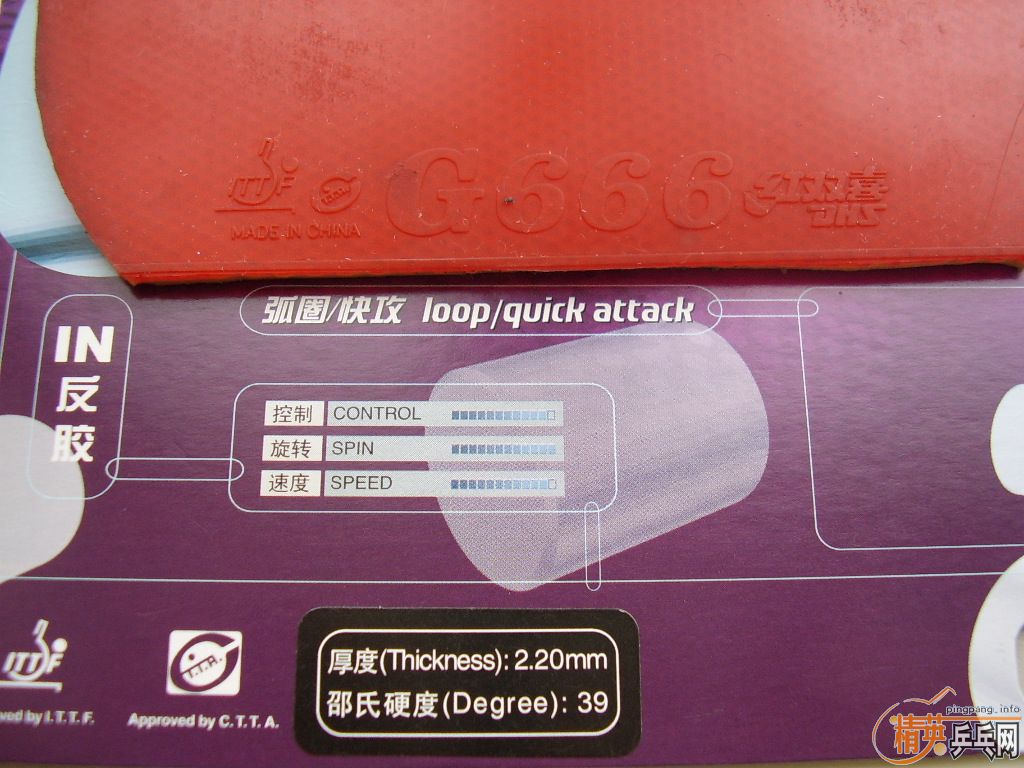 ITTF
MADE IN CHINA
G666
红双喜
DHS
弧圈/快攻 loop/quick attack
IN
反
胶
控制 CONTROL
旋转 SPIN
速度 SPEED
ITTF
ved by I.T.T.F.
C.T.T.A.
Approved by C.T.T.A.
厚度(Thickness): 2.20mm
邵氏硬度(Degree): 39
pingpang.info
精英乒乓网